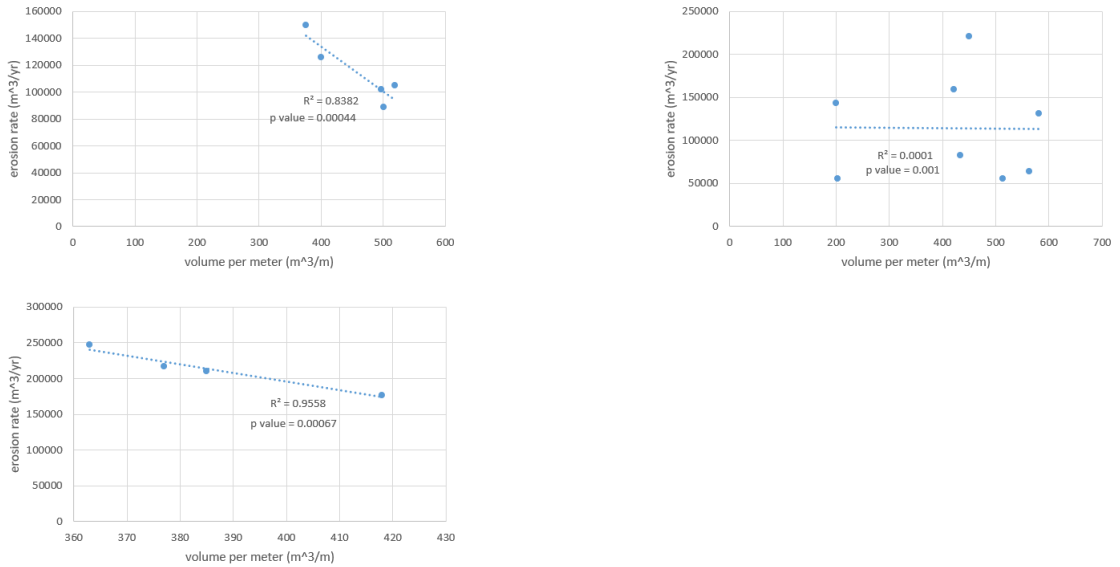 160000
140000
120000
100000
80000
60000
40000
20000
0
erosion rate (m^3/yr)
R² = 0.8382
p value = 0.00044
0 100 200 300 400 500 600
volume per meter (m^3/m)
250000
200000
150000
100000
50000
0
erosion rate (m^3/yr)
R² = 0.0001
p value = 0.001
0 100 200 300 400 500 600 700
volume per meter (m^3/m)
300000
250000
200000
150000
100000
50000
0
erosion rate (m^3/yr)
R² = 0.9558
p value = 0.00067
360 370 380 390 400 410 420 430
volume per meter (m^3/m)